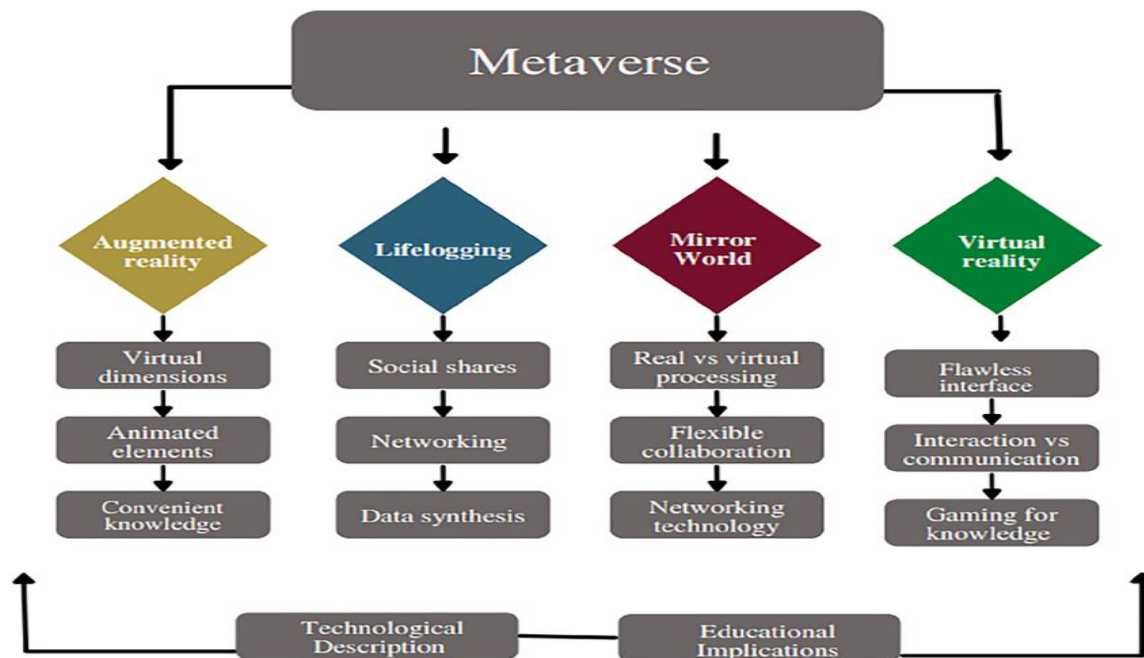 Metaverse
Augmented
reality
Lifelogging
Mirror
World
Virtual
reality
Virtual
dimensions
Social shares
Real vs virtual
processing
Flawless
interface
Animated
elements
Networking
Flexible
collaboration
Interaction vs
communication
Convenient
knowledge
Data synthesis
Networking
technology
Gaming for
knowledge
Technological
Description
Educational
Implications